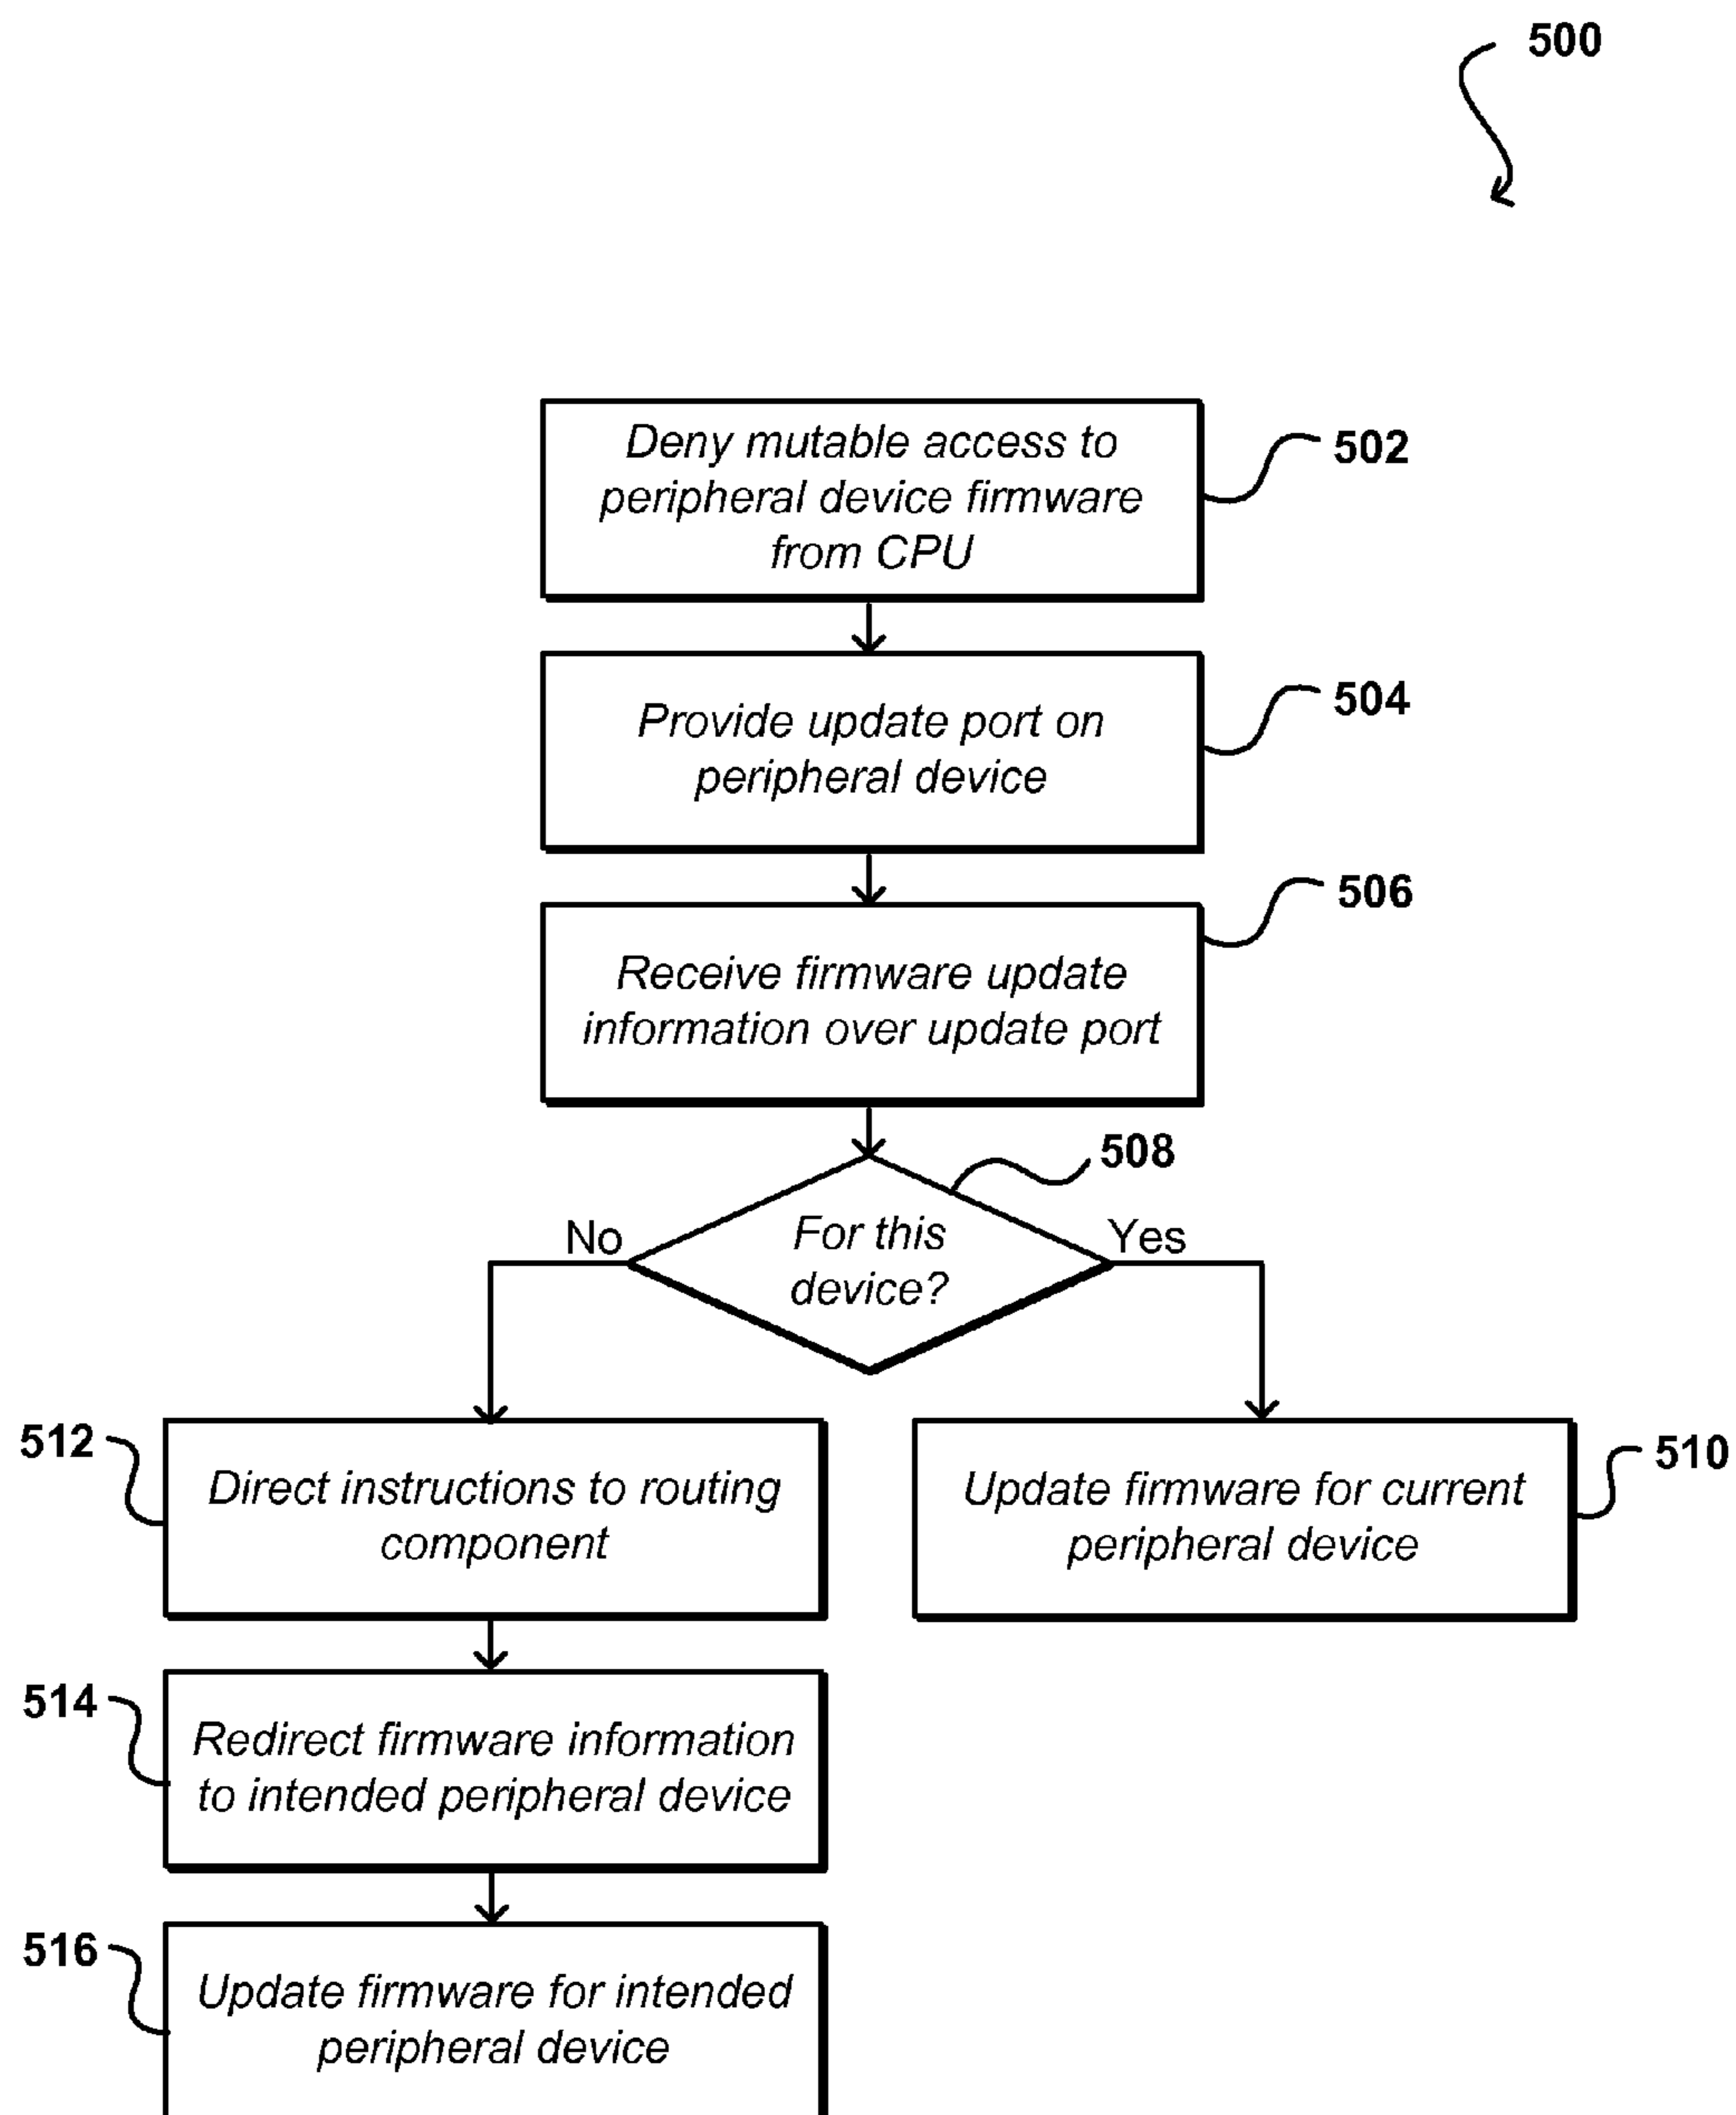 500
Deny mutable access to
peripheral device firmware
from CPU
502
Provide update port on
peripheral device
504
506
Receive firmware update
information over update port
508
For this
device?
No
Yes
512
Direct instructions to routing
component
510
Update firmware for current
peripheral device
514
Redirect firmware information
to intended peripheral device
516
Update firmware for intended
peripheral device